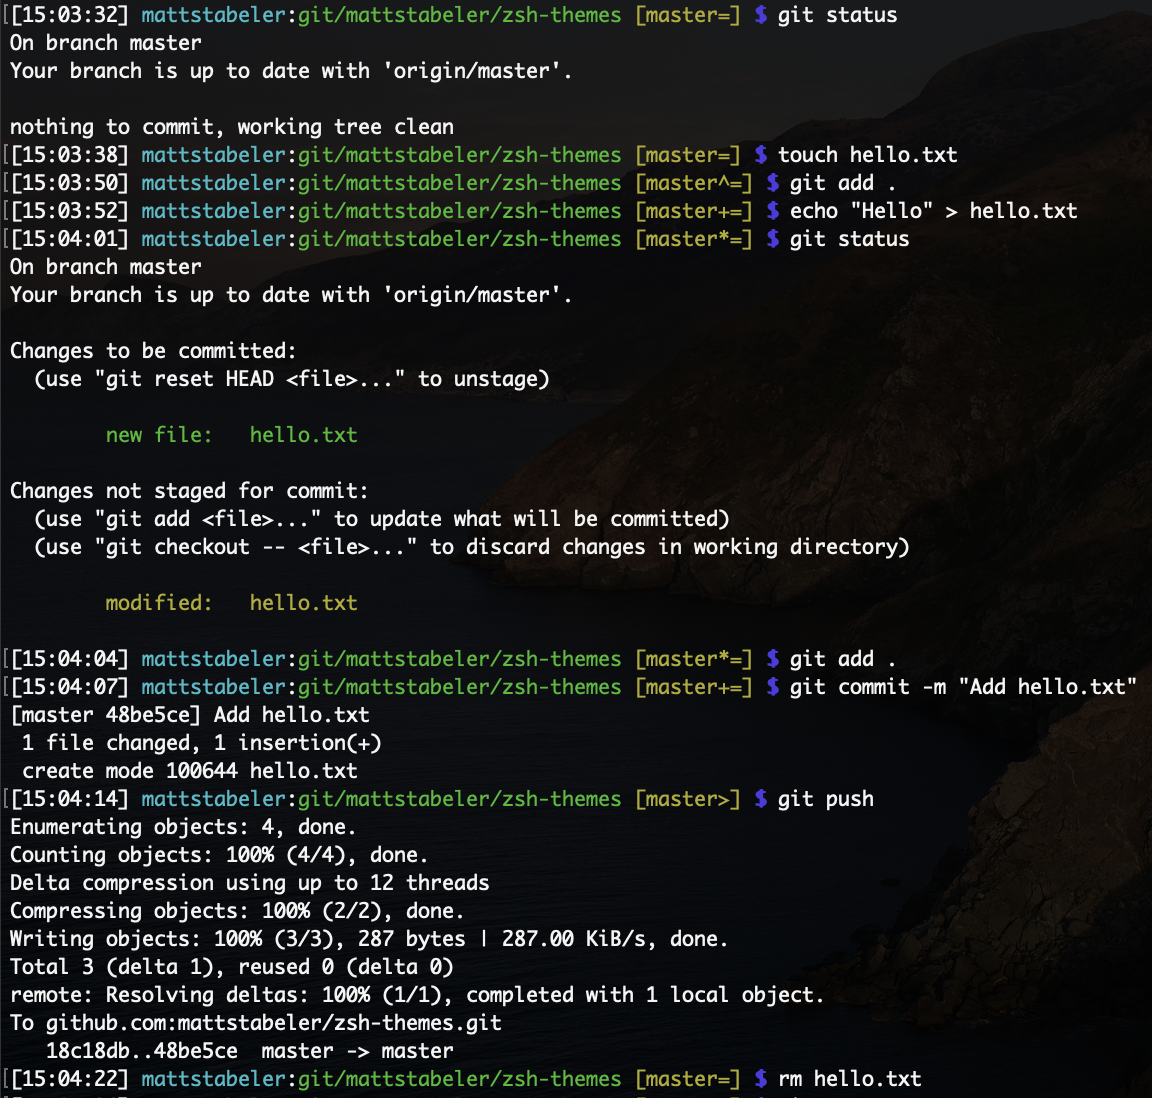 [[15:03:32] mattstabeler:git/mattstabeler/zsh-themes [master=] $ git status
On branch master
Your branch is up to date with 'origin/master'.
nothing to commit, working tree clean
[[15:03:38] mattstabeler:git/mattstabeler/zsh-themes [master=] $ touch hello.txt
[[15:03:50] mattstabeler:git/mattstabeler/zsh-themes [master^=] $ git add .
[[15:03:52] mattstabeler:git/mattstabeler/zsh-themes [master+=] $ echo "Hello" > hello.txt
[[15:04:01] mattstabeler:git/mattstabeler/zsh-themes [master*=] $ git status
On branch master
Your branch is up to date with 'origin/master'.
Changes to be committed:
  (use "git reset HEAD <file>..." to unstage)
        new file:   hello.txt
Changes not staged for commit:
  (use "git add <file>..." to update what will be committed)
  (use "git checkout -- <file>..." to discard changes in working directory)
        modified:   hello.txt
[[15:04:04] mattstabeler:git/mattstabeler/zsh-themes [master*=] $ git add .
[[15:04:07] mattstabeler:git/mattstabeler/zsh-themes [master+=] $ git commit -m "Add hello.txt"
[master 48be5ce] Add hello.txt
 1 file changed, 1 insertion(+)
 create mode 100644 hello.txt
[[15:04:14] mattstabeler:git/mattstabeler/zsh-themes [master>] $ git push
Enumerating objects: 4, done.
Counting objects: 100% (4/4), done.
Delta compression using up to 12 threads
Compressing objects: 100% (2/2), done.
Writing objects: 100% (3/3), 287 bytes | 287.00 KiB/s, done.
Total 3 (delta 1), reused 0 (delta 0)
remote: Resolving deltas: 100% (1/1), completed with 1 local object.
To github.com:mattstabeler/zsh-themes.git
   18c18db..48be5ce  master -> master
[[15:04:22] mattstabeler:git/mattstabeler/zsh-themes [master=] $ rm hello.txt